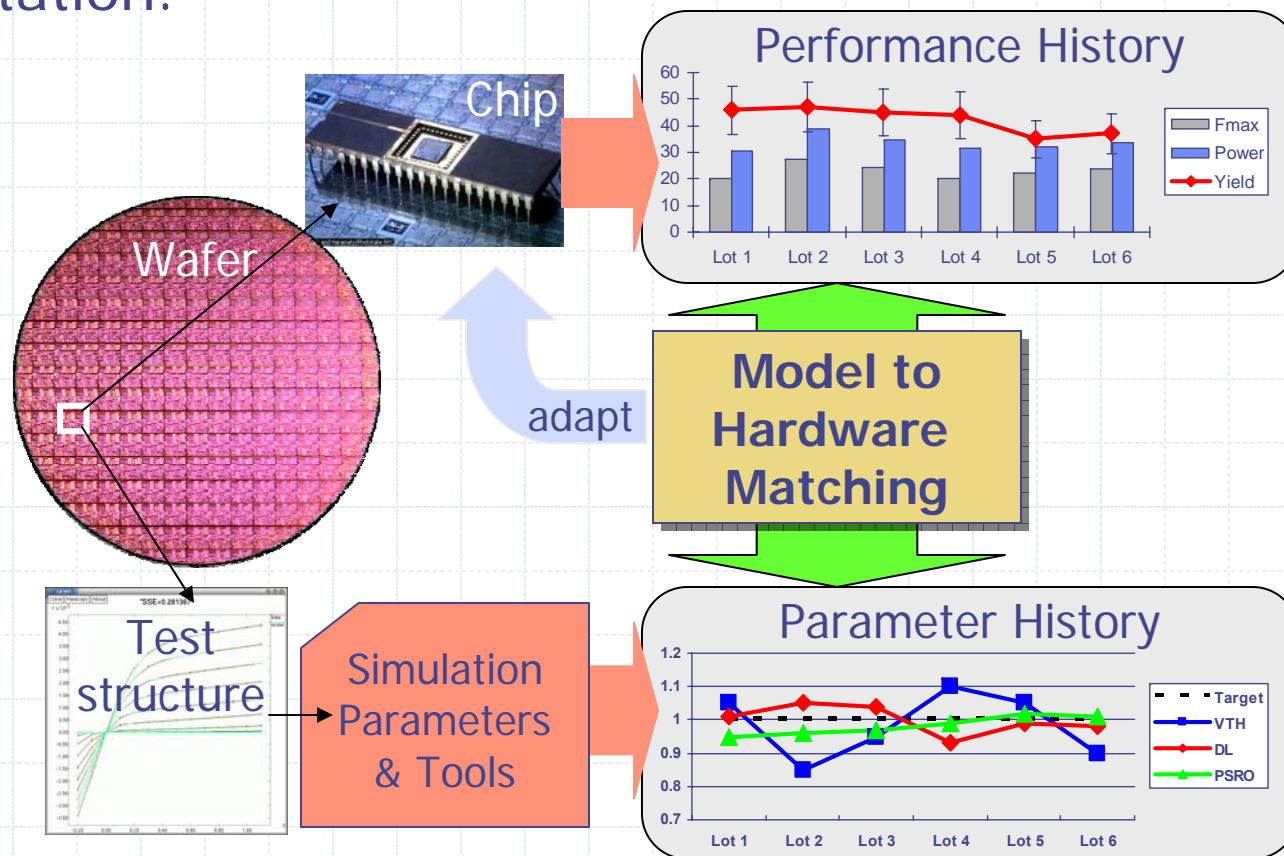 tation.
Performance History
60
50
40
30
20
10
0
Lot 1 Lot 2 Lot 3 Lot 4 Lot 5 Lot 6
Fmax
Power
Yield
Chip
Wafer
adapt
Model to
Hardware
Matching
Test
structure
Simulation
Parameters
& Tools
Parameter History
1.2
1.1
1
0.9
0.8
0.7
Lot 1 Lot 2 Lot 3 Lot 4 Lot 5 Lot 6
Target
VTH
DL
PSRO